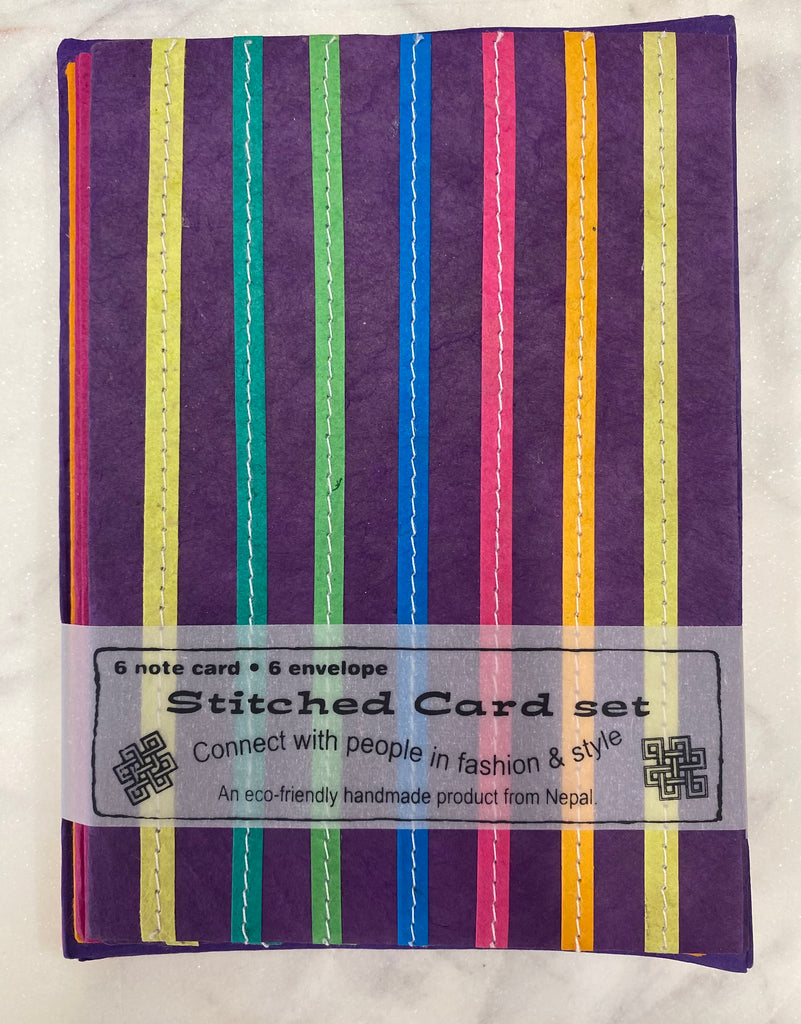 6 note card • 6 envelope
Stitched Card set
Connect with people in fashion & style
An eco-friendly handmade product from Nepal.